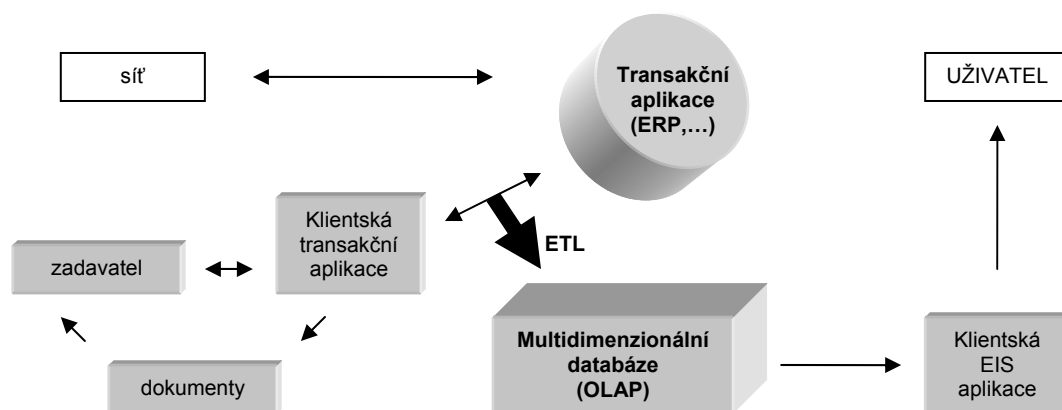 síť
Transakční
aplikace
(ERP,…)
UŽIVATEL
Klientská
transakční
aplikace
zadavatel
ETL
dokumenty
Multidimenzionální
databáze
(OLAP)
Klientská
EIS
aplikace